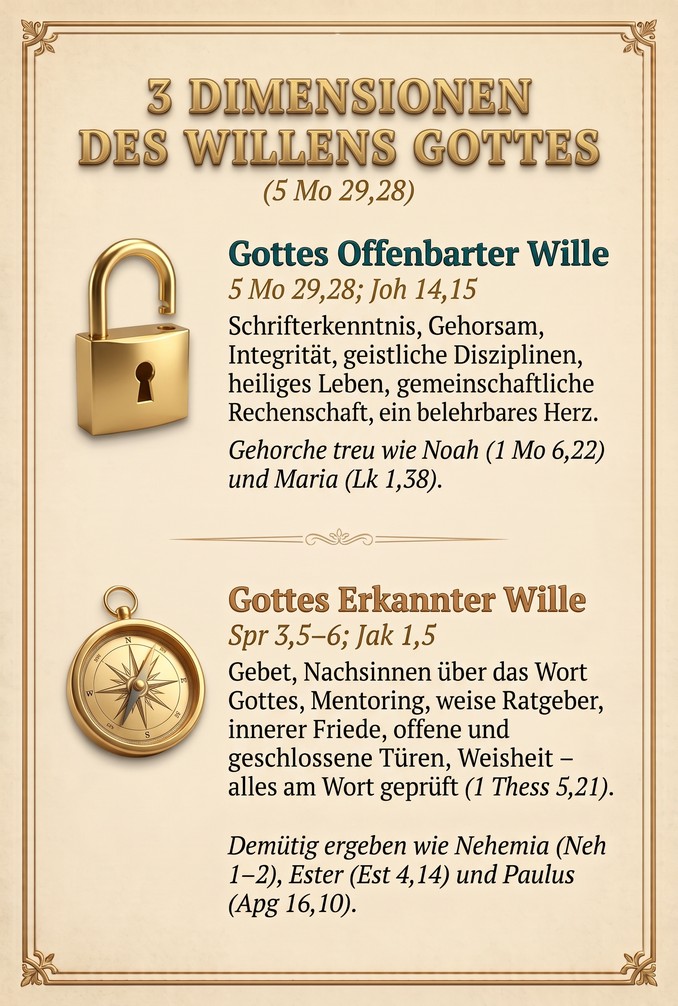 3 DIMENSIONEN
DES WILLENS GOTTES
(5 Mo 29,28)
Gottes Offenbarter Wille
5 Mo 29,28; Joh 14,15
Schrifterkenntnis, Gehorsam,
Integrität, geistliche Disziplinen,
heiliges Leben, gemeinschaftliche
Rechenschaft, ein belehrbares Herz.
Gehorche treu wie Noah (1 Mo 6,22)
und Maria (Lk 1,38).
Gottes Erkannter Wille
Spr 3,5–6; Jak 1,5
Gebet, Nachsinnen über das Wort
Gottes, Mentoring, weise Ratgeber,
innerer Friede, offene und
geschlossene Türen, Weisheit –
alles am Wort geprüft (1 Thess 5,21).
Demütig ergeben wie Nehemia (Neh
1–2), Ester (Est 4,14) und Paulus
(Apg 16,10).
N
E
S
W